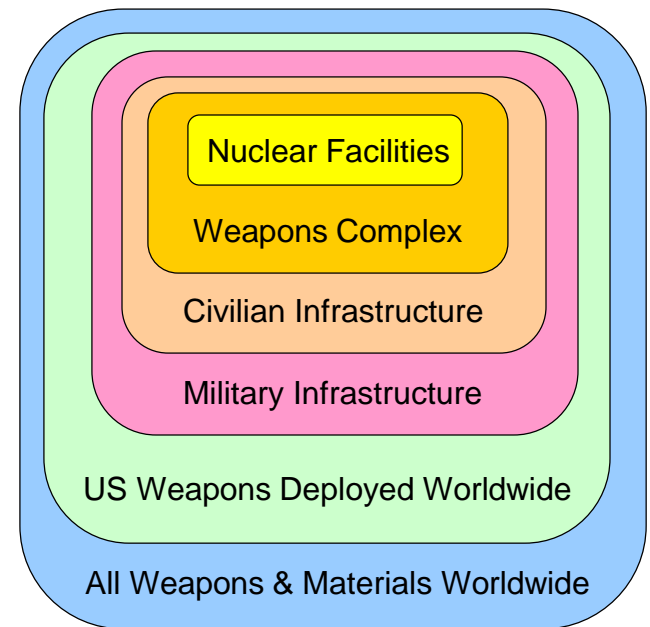 Nuclear Facilities
Weapons Complex
Civilian Infrastructure
Military Infrastructure
US Weapons Deployed Worldwide
All Weapons & Materials Worldwide